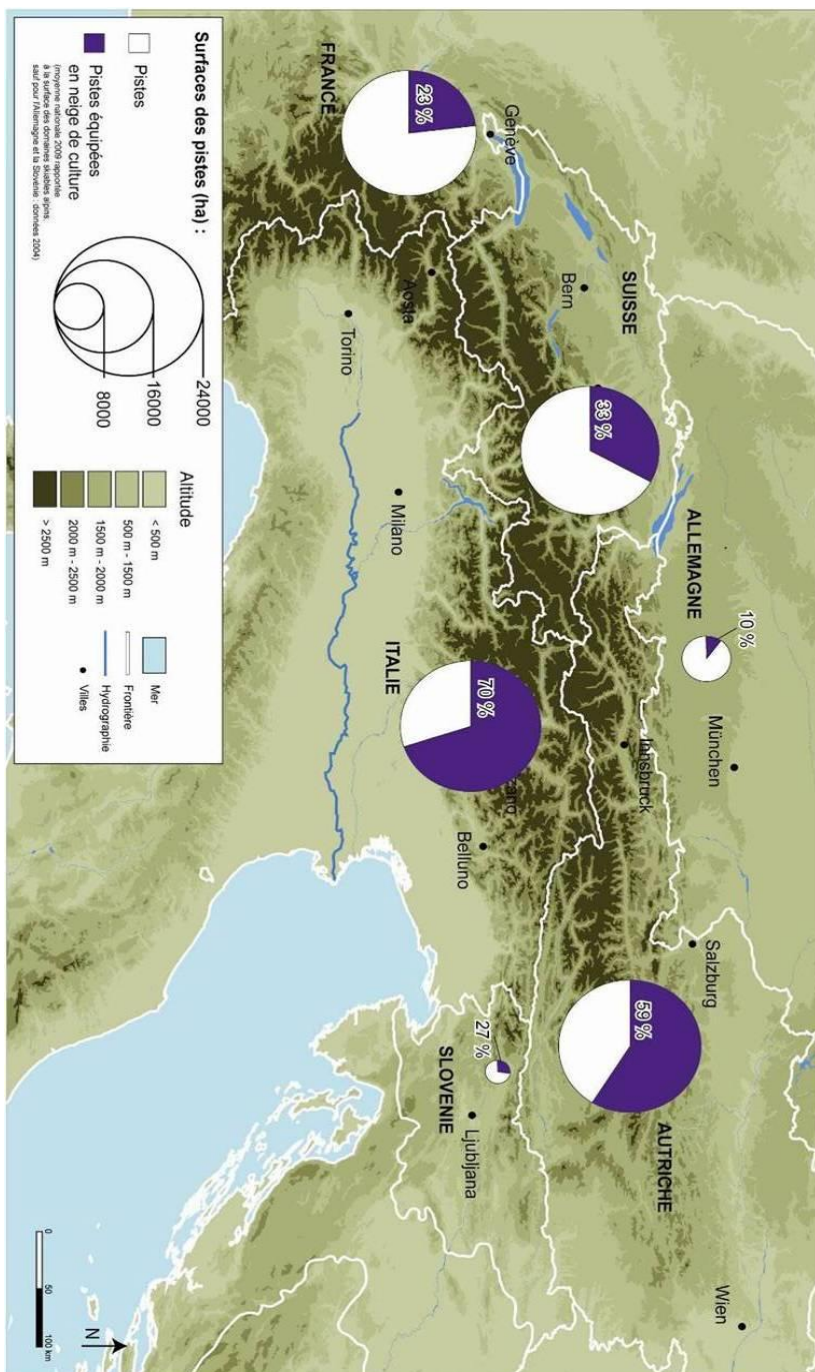 FRANCE
23 %
Genève
SUISSE
Bern
33 %
Aosta
Torino
Milano
ALLEMAGNE
10 %
München
Innsbruck
ITALIE
70 %
Belluno
Salzburg
59 %
AUTRICHE
27 %
SLOVENIE
Ljubljana
Wien
Surfaces des pistes (ha) :
Pistes
Pistes équipées
en neige de culture
(moyenne nationale 2009 rapportée
à la surface des domaines skiables alpins.
sauf pour l'Allemagne et la Slovénie : données 2004)
24000
16000
8000
Altitude
< 500 m
500 m - 1500 m
1500 m - 2000 m
2000 m - 2500 m
> 2500 m
Mer
Frontière
Hydrographie
Villes
0
50
100 km
N